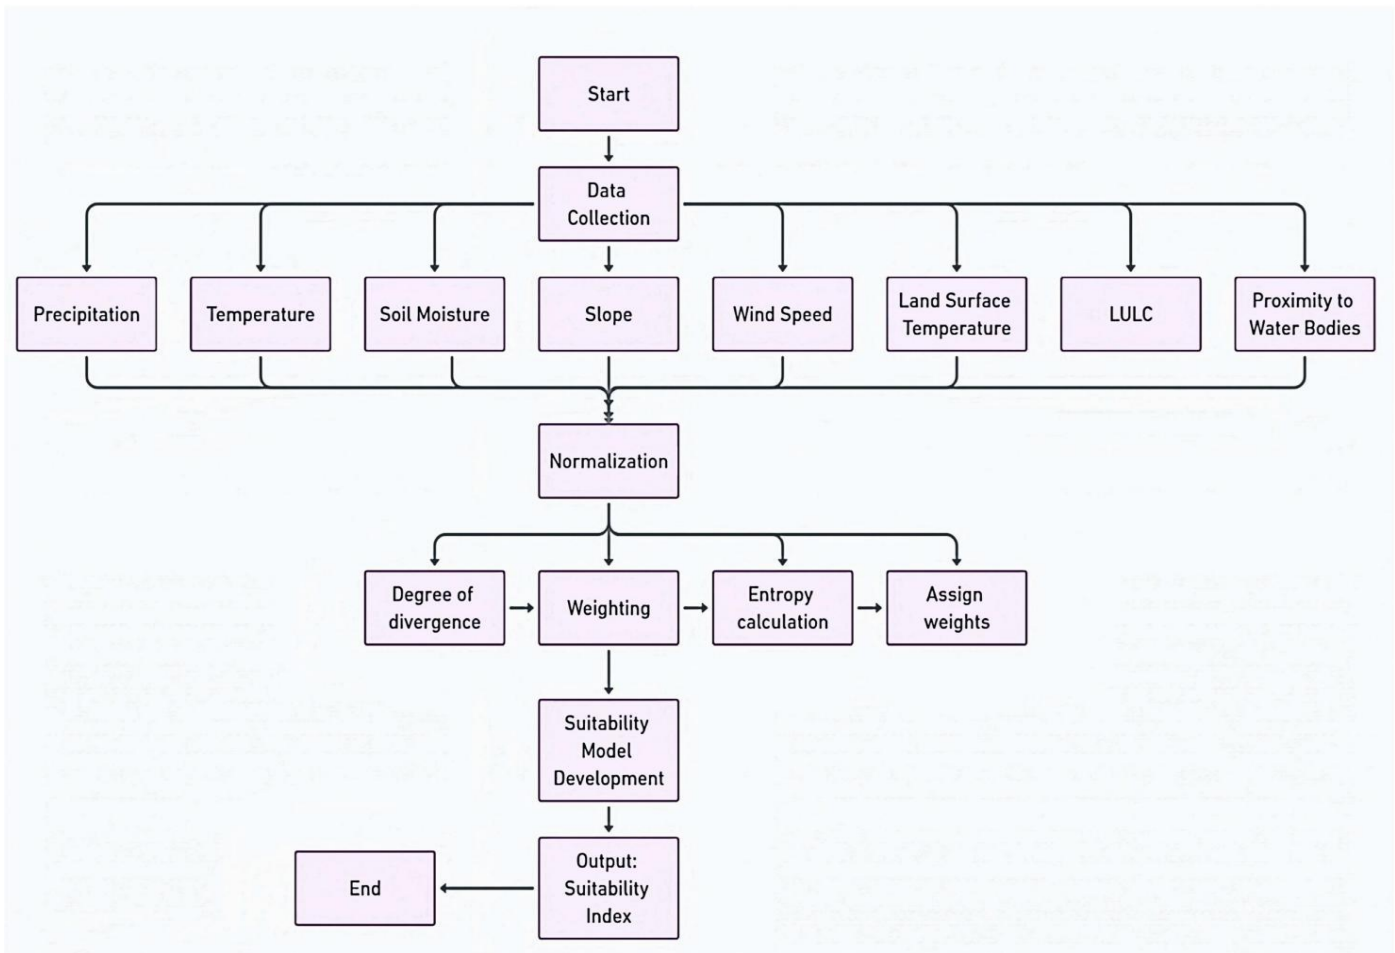 Start
Data
Collection
Precipitation
Temperature
Soil Moisture
Slope
Wind Speed
Land Surface
Temperature
LULC
Proximity to
Water Bodies
Normalization
Degree of
divergence
Weighting
Entropy
calculation
Assign
weights
Suitability
Model
Development
Output:
Suitability
Index
End